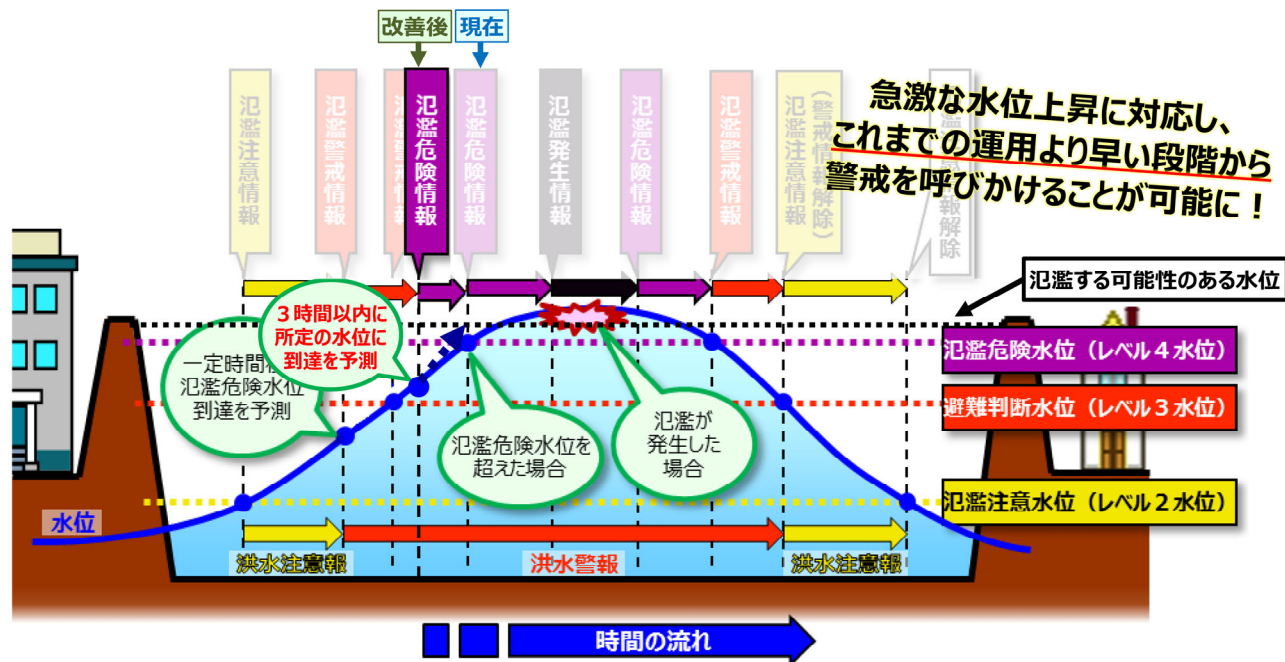 改善後
現在
氾濫注意情報
氾濫警戒情報
氾濫危険情報
氾濫危険情報
氾濫発生情報
氾濫危険情報
氾濫警戒情報
氾濫注意情報
(警戒情報解除)
急激な水位上昇に対応し、
これまでの運用より早い段階から
警戒を呼びかけることが可能に!
氾濫する可能性のある水位
3時間以内に
所定の水位に
到達を予測
一定時間
氾濫危険水位
到達を予測
氾濫危険水位を
超えた場合
氾濫が
発生した
場合
氾濫危険水位(レベル4水位)
避難判断水位(レベル3水位)
氾濫注意水位(レベル2水位)
水位
洪水注意報
洪水警報
洪水注意報
時間の流れ